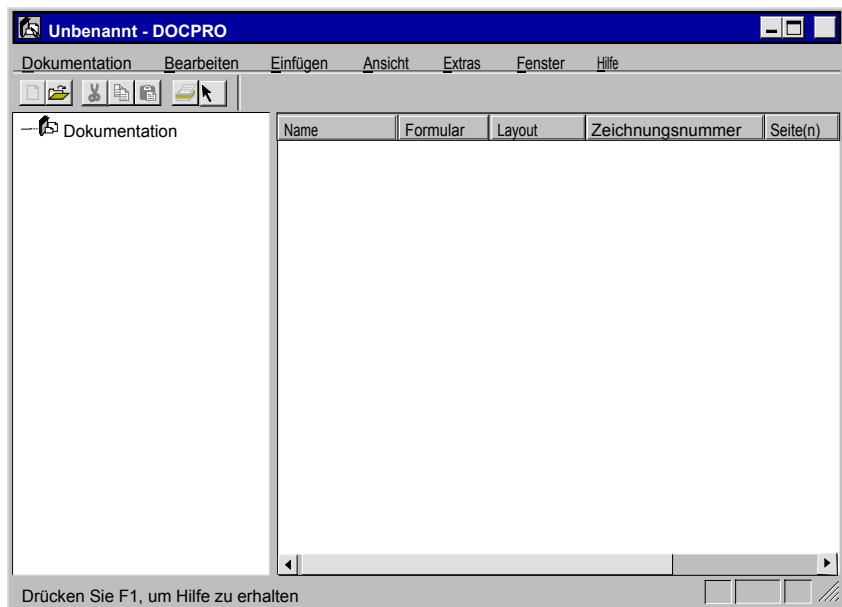 Unbenannt - DOCPRO
Dokumentation Bearbeiten Einfügen Ansicht Extras Fenster Hilfe
Dokumentation
Name Formular Layout Zeichnungsnummer Seite(n)
Drücken Sie F1, um Hilfe zu erhalten